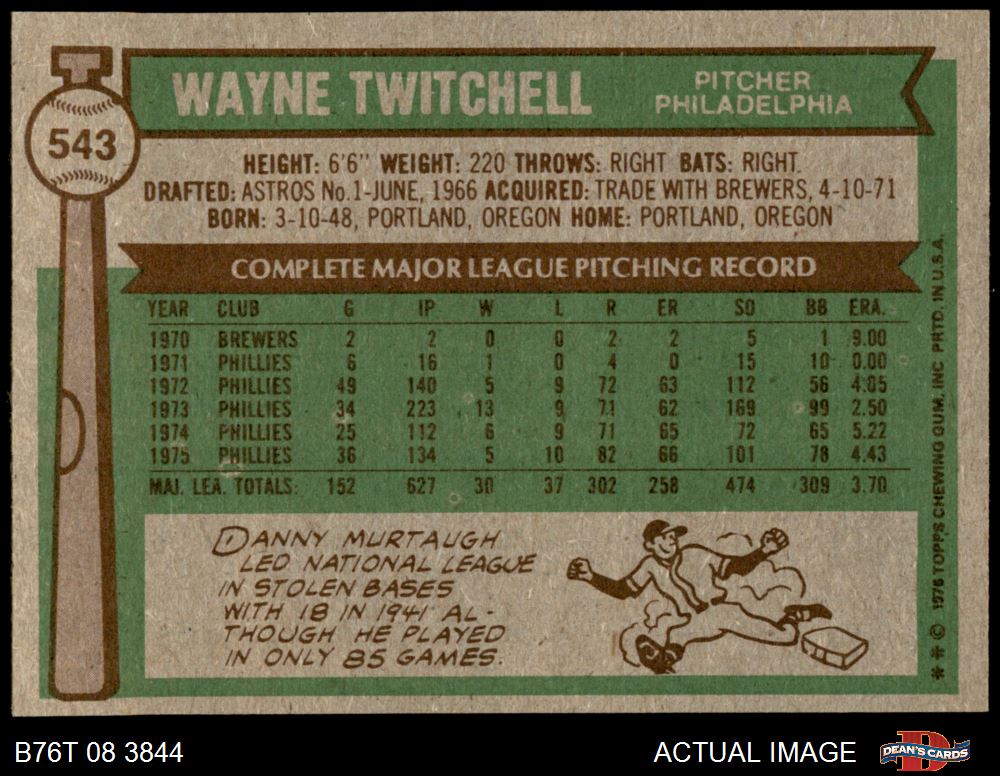 WAYNE TWITCHELL
PITCHER
PHILADELPHIA
543
HEIGHT: 6'6" WEIGHT: 220 THROWS: RIGHT BATS: RIGHT
DRAFTED: ASTROS No.1-JUNE, 1966 ACQUIRED: TRADE WITH BREWERS, 4-10-71
BORN: 3-10-48, PORTLAND, OREGON HOME: PORTLAND, OREGON
COMPLETE MAJOR LEAGUE PITCHING RECORD
YEAR CLUB G IP W L R ER SO BB ERA.
1970 BREWERS 2 2 0 0 2 2 5 1 9.00
1971 PHILLIES 6 16 1 0 4 0 15 10 0.00
1972 PHILLIES 49 140 5 9 72 63 112 56 4.05
1973 PHILLIES 34 223 13 9 71 62 169 99 2.50
1974 PHILLIES 25 112 6 9 71 65 72 65 5.22
1975 PHILLIES 36 134 5 10 82 66 101 78 4.43
MAJ. LEA. TOTALS: 152 627 30 37 302 258 474 309 3.70
DANNY MURTAUGH
LED NATIONAL LEAGUE
IN STOLEN BASES
WITH 18 IN 1941 AL-
THOUGH HE PLAYED
IN ONLY 85 GAMES.
** © 1976 TOPPS CHEWING GUM, INC PRTD. IN U.S.A.
B76T 08 3844
ACTUAL IMAGE
D
DEAN'S CARDS